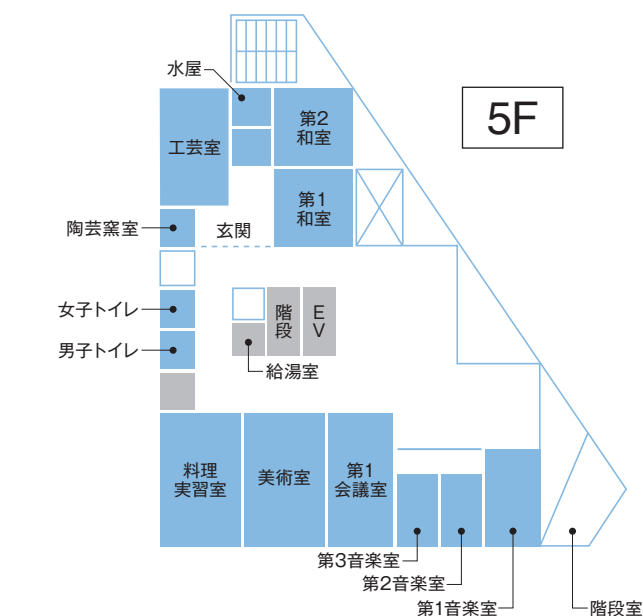 水屋
5F
第2
和室
工芸室
第1
和室
陶芸窯室
玄関
女子トイレ
階段
EV
男子トイレ
給湯室
料理
実習室
美術室
第1
会議室
第3音楽室
第2音楽室
第1音楽室
階段室